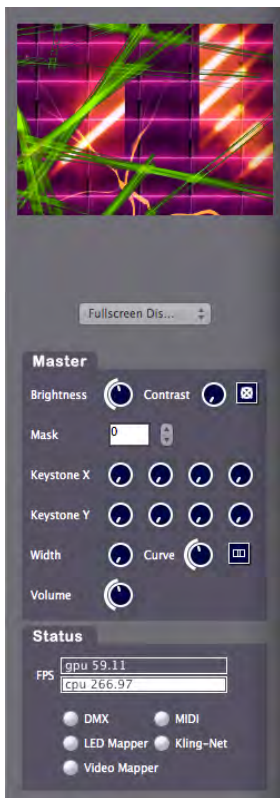 Fullscreen Dis...
Master
Brightness Contrast
Mask 0
Keystone X
Keystone Y
Width Curve
Volume
Status
FPS gpu 59.11
cpu 266.97
DMX MIDI
LED Mapper Kling-Net
Video Mapper